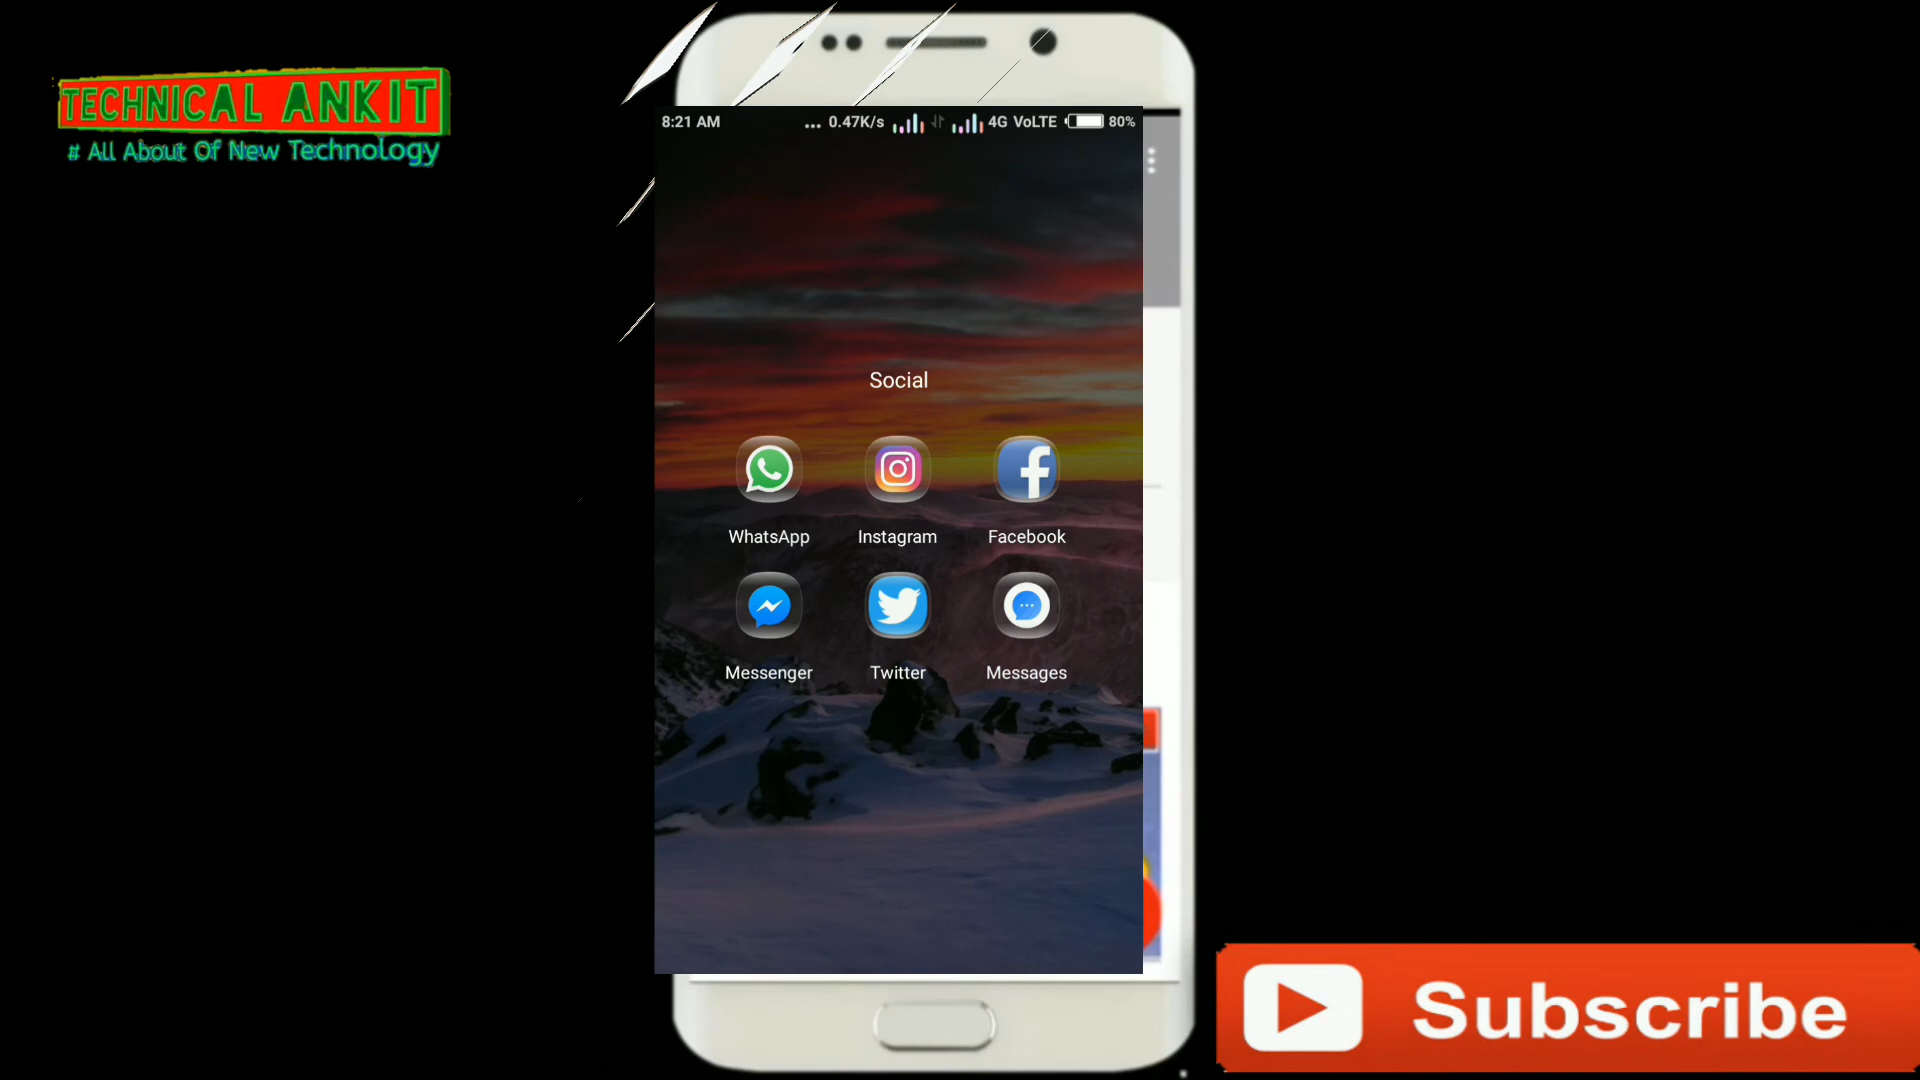 TECHNICAL ANKIT
# All About Of New Technology
8:21 AM
... 0.47K/s 4G VoLTE 80%
Social
WhatsApp Instagram Facebook
Messenger Twitter Messages
Subscribe